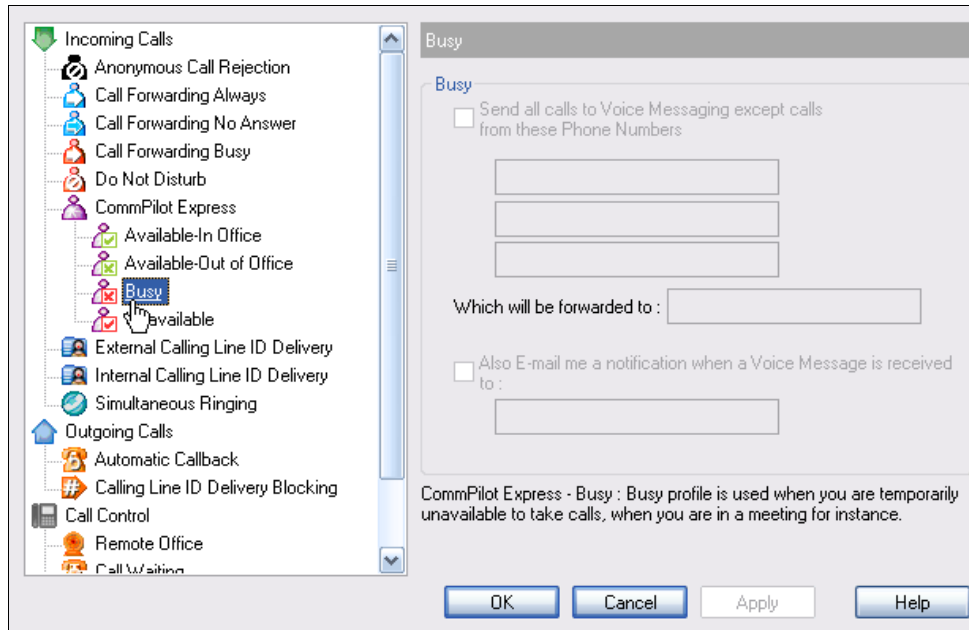 Incoming Calls
Anonymous Call Rejection
Call Forwarding Always
Call Forwarding No Answer
Call Forwarding Busy
Do Not Disturb
CommPilot Express
Available-In Office
Available-Out of Office
Busy
available
External Calling Line ID Delivery
Internal Calling Line ID Delivery
Simultaneous Ringing
Outgoing Calls
Automatic Callback
Calling Line ID Delivery Blocking
Call Control
Remote Office
Call Waiting
Busy
Busy
Send all calls to Voice Messaging except calls
from these Phone Numbers
Which will be forwarded to :
Also E-mail me a notification when a Voice Message is received
to :
CommPilot Express - Busy : Busy profile is used when you are temporarily
unavailable to take calls, when you are in a meeting for instance.
OK
Cancel
Apply
Help